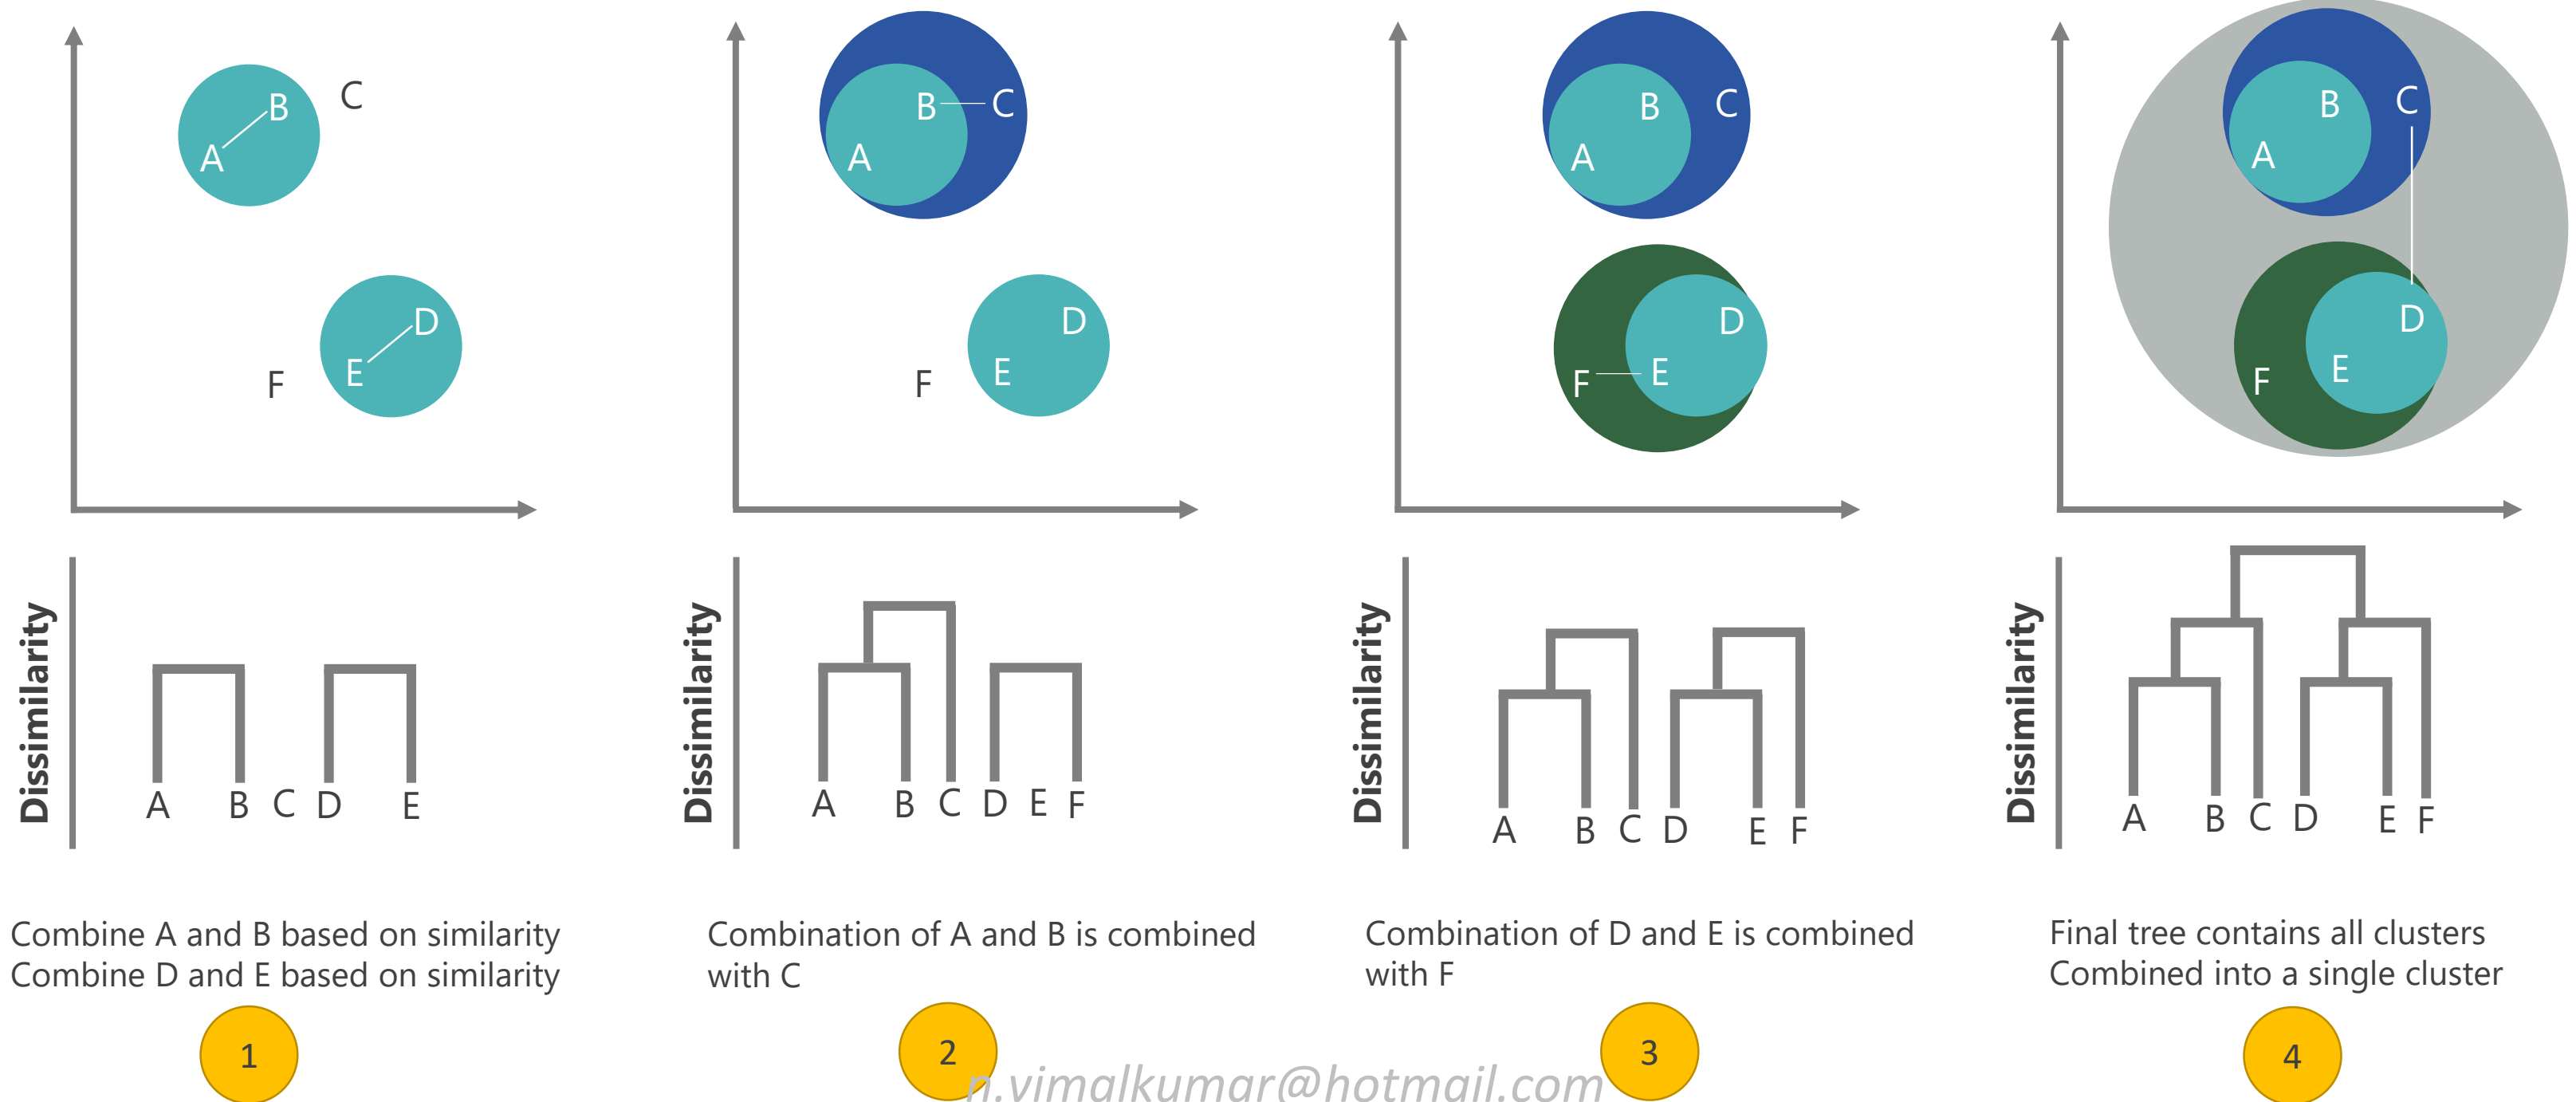 B
C
A
D
E
F
B
C
A
D
E
F
B
C
A
D
F
E
B
C
A
D
E
F
Dissimilarity
A B C D E
Dissimilarity
A B C D E F
Dissimilarity
A B C D E F
Dissimilarity
A B C D E F
Combine A and B based on similarity
Combine D and E based on similarity
1
Combination of A and B is combined
with C
2
Combination of D and E is combined
with F
3
Final tree contains all clusters
Combined into a single cluster
4
n.vimalkumar@hotmail.com